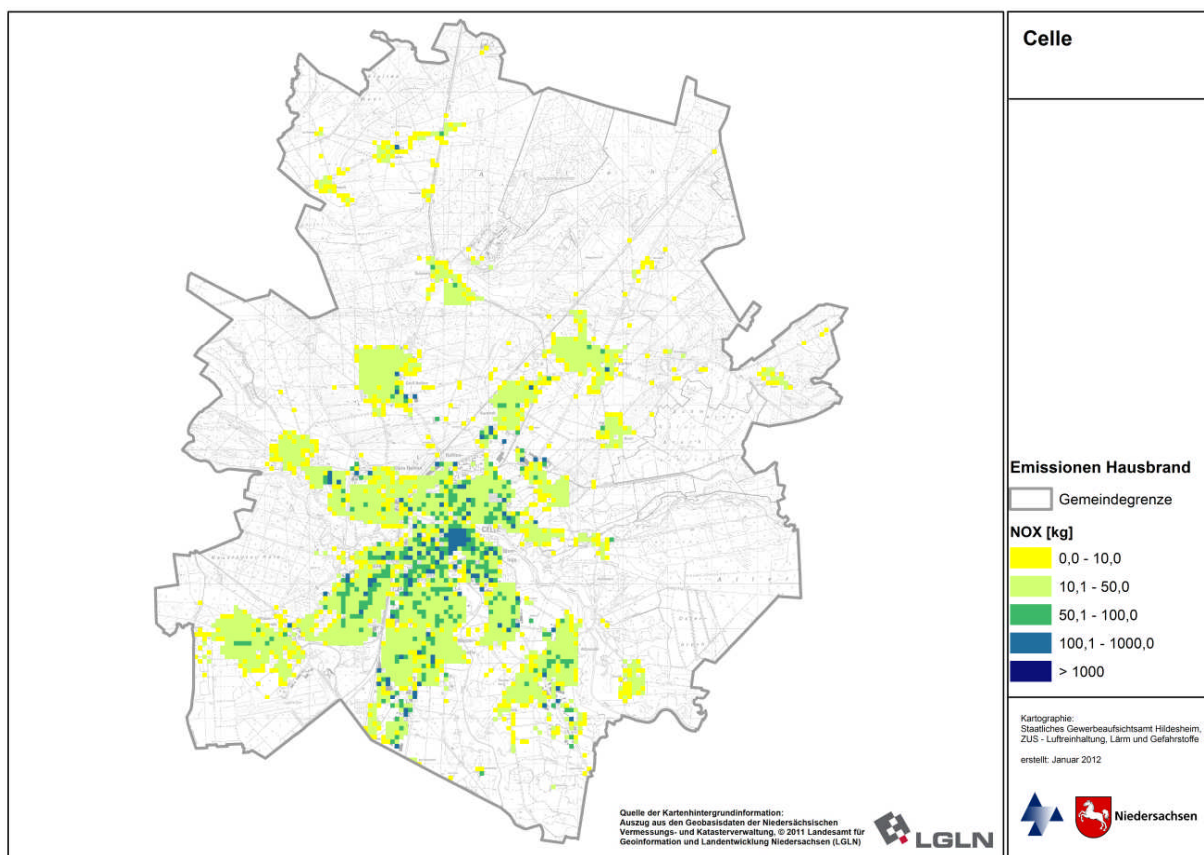 Celle
CELLE
Emissionen Hausbrand
Gemeindegrenze
NOX [kg]
0,0 - 10,0
10,1 - 50,0
50,1 - 100,0
100,1 - 1000,0
> 1000
Kartographie:
Staatliches Gewerbeaufsichtsamt Hildesheim,
ZUS - Luftreinhaltung, Lärm und Gefahrstoffe
erstellt: Januar 2012
Niedersachsen
Quelle der Kartenhintergrundinformation:
Auszug aus den Geobasisdaten der Niedersächsischen
Vermessungs- und Katasterverwaltung, © 2011 Landesamt für
Geoinformation und Landentwicklung Niedersachsen (LGLN)
LGLN